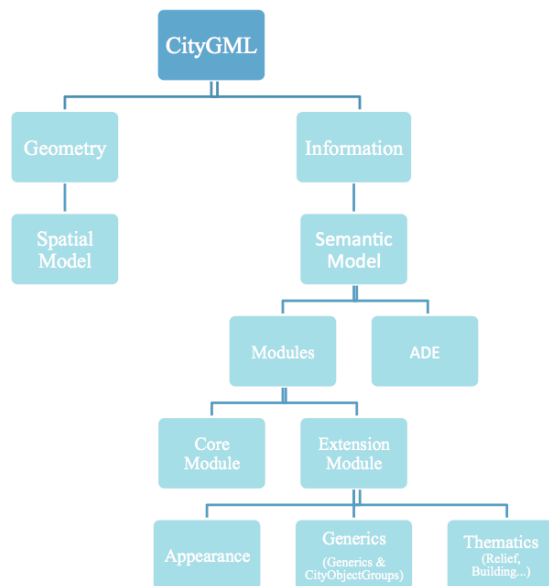 CityGML
Geometry
Information
Spatial
Model
Semantic
Model
Modules
ADE
Core
Module
Extension
Module
Appearance
Generics
(Generics &
CityObjectGroups)
Thematics
(Relief,
Building...)